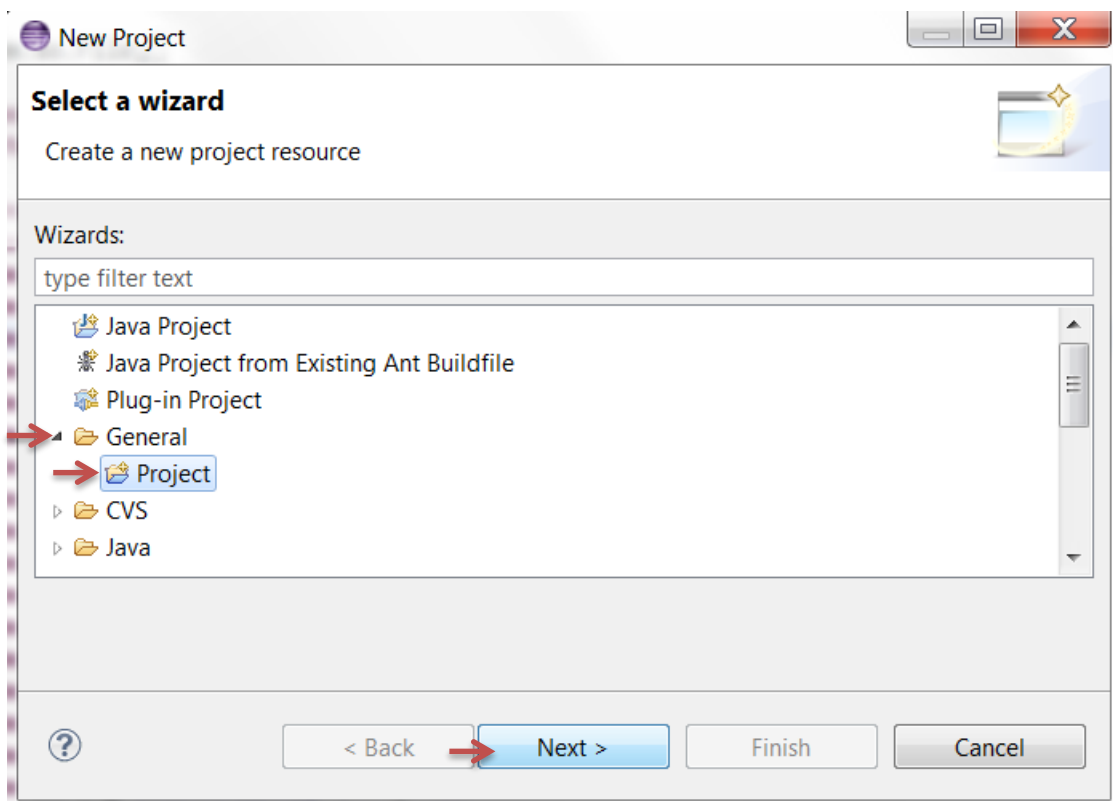 New Project
Select a wizard
Create a new project resource
Wizards:
type filter text
Java Project
Java Project from Existing Ant Buildfile
Plug-in Project
General
Project
CVS
Java
? < Back Next > Finish Cancel